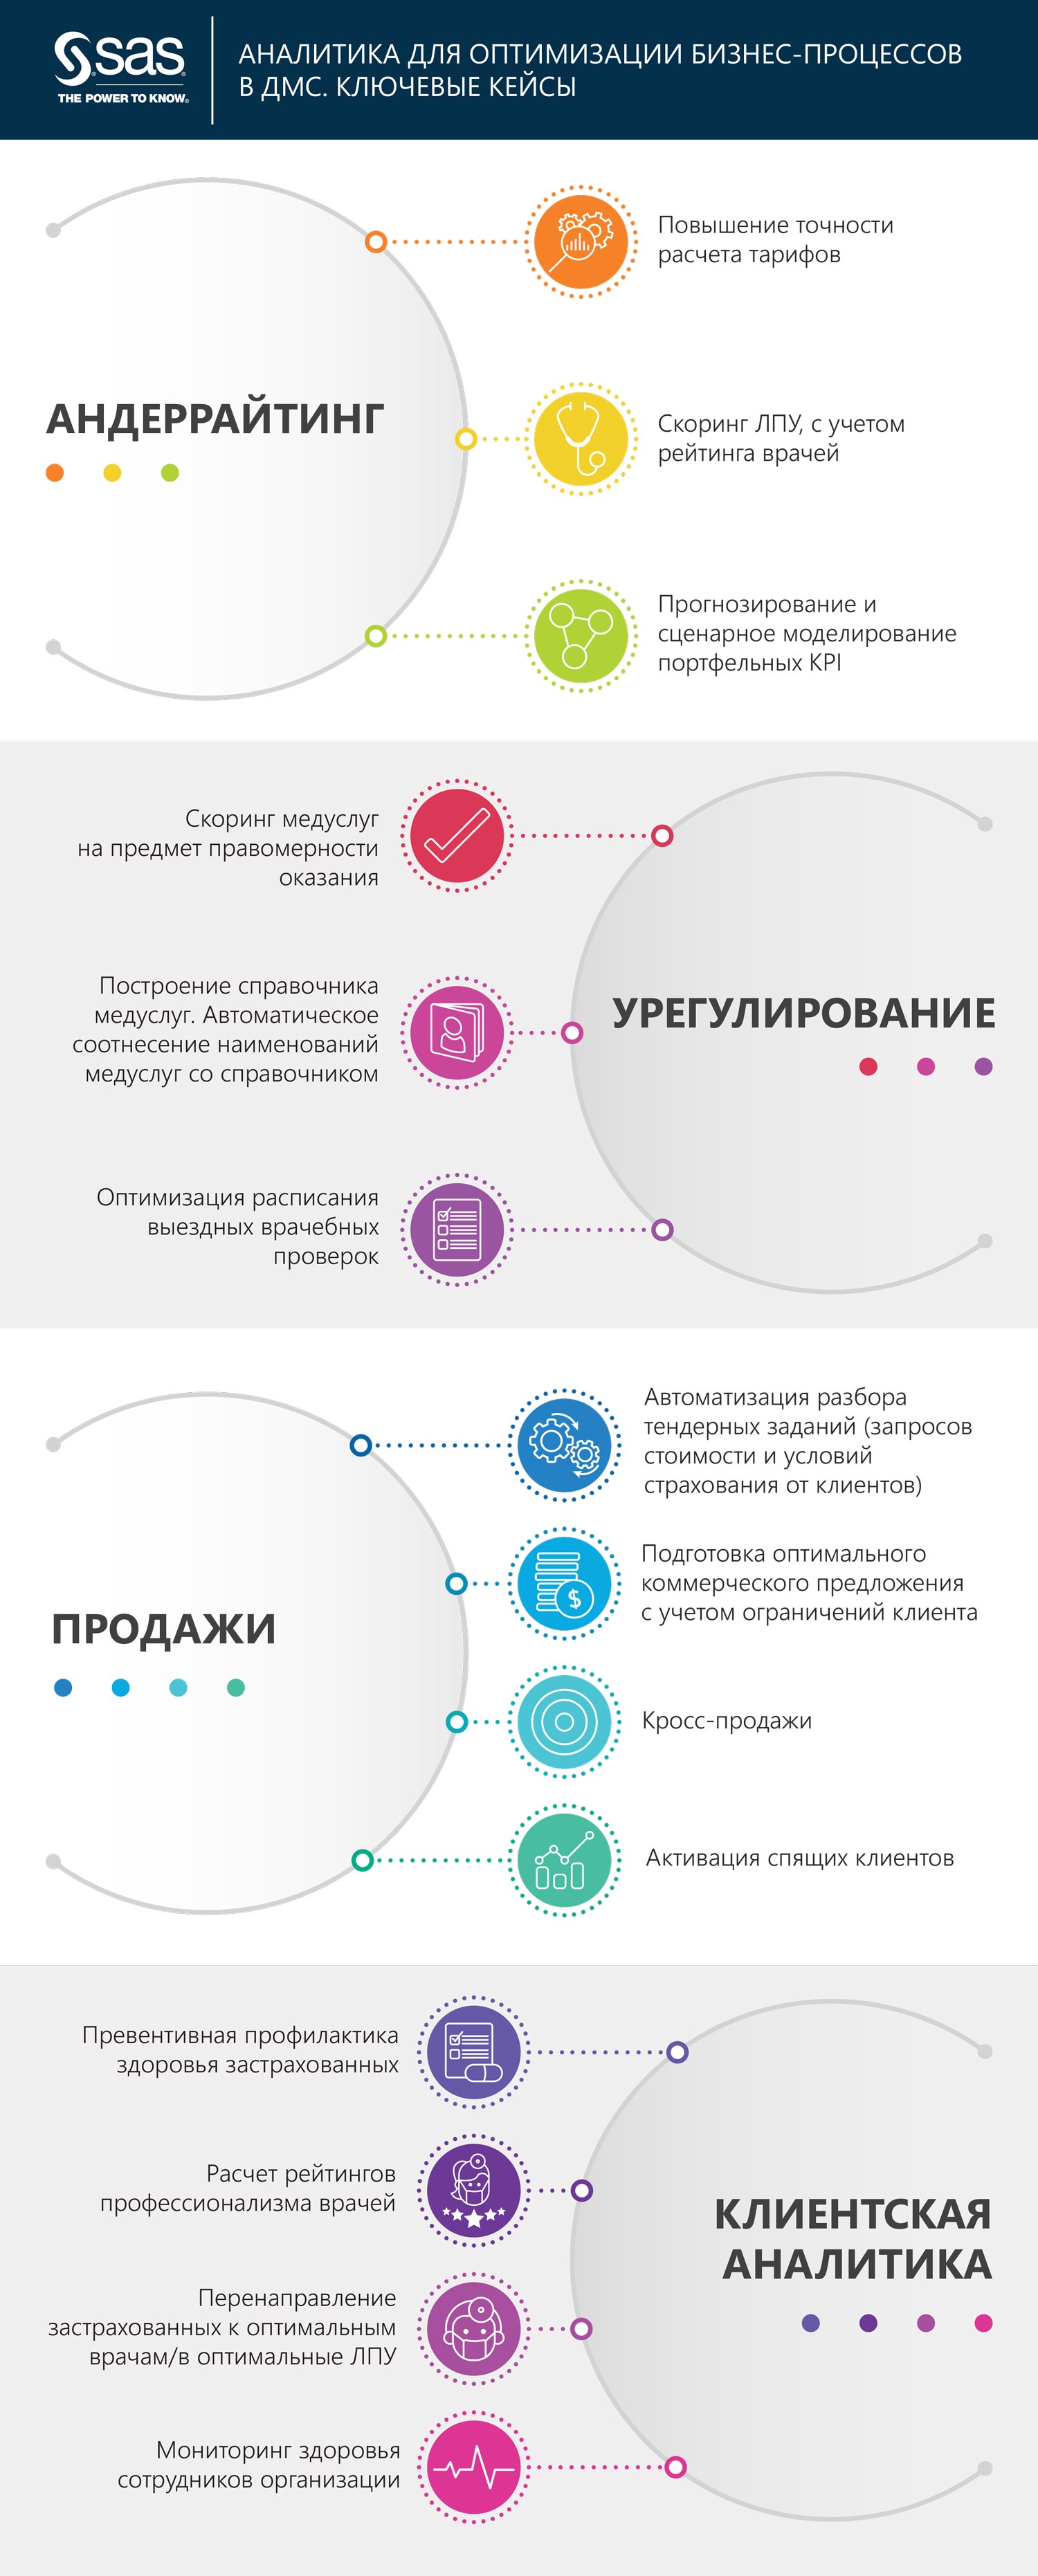 sas
THE POWER TO KNOW®
АНАЛИТИКА ДЛЯ ОПТИМИЗАЦИИ БИЗНЕС-ПРОЦЕССОВ
В ДМС. КЛЮЧЕВЫЕ КЕЙСЫ
АНДЕРРАЙТИНГ
Повышение точности
расчета тарифов
Скоринг ЛПУ, с учетом
рейтинга врачей
Прогнозирование и
сценарное моделирование
портфельных KPI
УРЕГУЛИРОВАНИЕ
Скоринг медуслуг
на предмет правомерности
оказания
Построение справочника
медуслуг. Автоматическое
соотнесение наименований
медуслуг со справочником
Оптимизация расписания
выездных врачебных
проверок
ПРОДАЖИ
Автоматизация разбора
тендерных заданий (запросов
стоимости и условий
страхования от клиентов)
Подготовка оптимального
коммерческого предложения
с учетом ограничений клиента
$
Кросс-продажи
Активация спящих клиентов
КЛИЕНТСКАЯ
АНАЛИТИКА
Превентивная профилактика
здоровья застрахованных
Расчет рейтингов
профессионализма врачей
Перенаправление
застрахованных к оптимальным
врачам/в оптимальные ЛПУ
Мониторинг здоровья
сотрудников организации